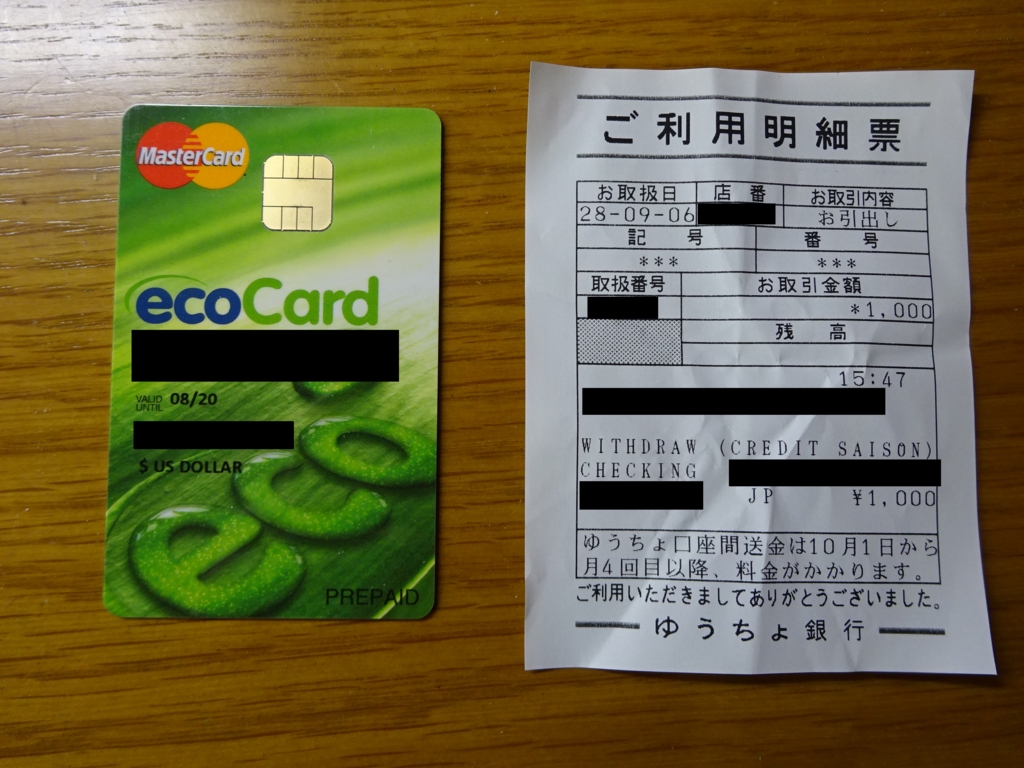 MasterCard
ecoCard
VALID UNTIL 08/20
$ US DOLLAR
eco
eco
PREPAID
ご利用明細票
お取扱日 店番 お取引内容
28-09-06 お引出し
記号 番号
*** ***
取扱番号 お取引金額
*1,000
残高
15:47
WITHDRAW (CREDIT SAISON)
CHECKING
JP ¥1,000
ゆうちょ口座間送金は10月1日から
月4回目以降、料金がかかります。
ご利用いただきましてありがとうございました。
ゆうちょ銀行